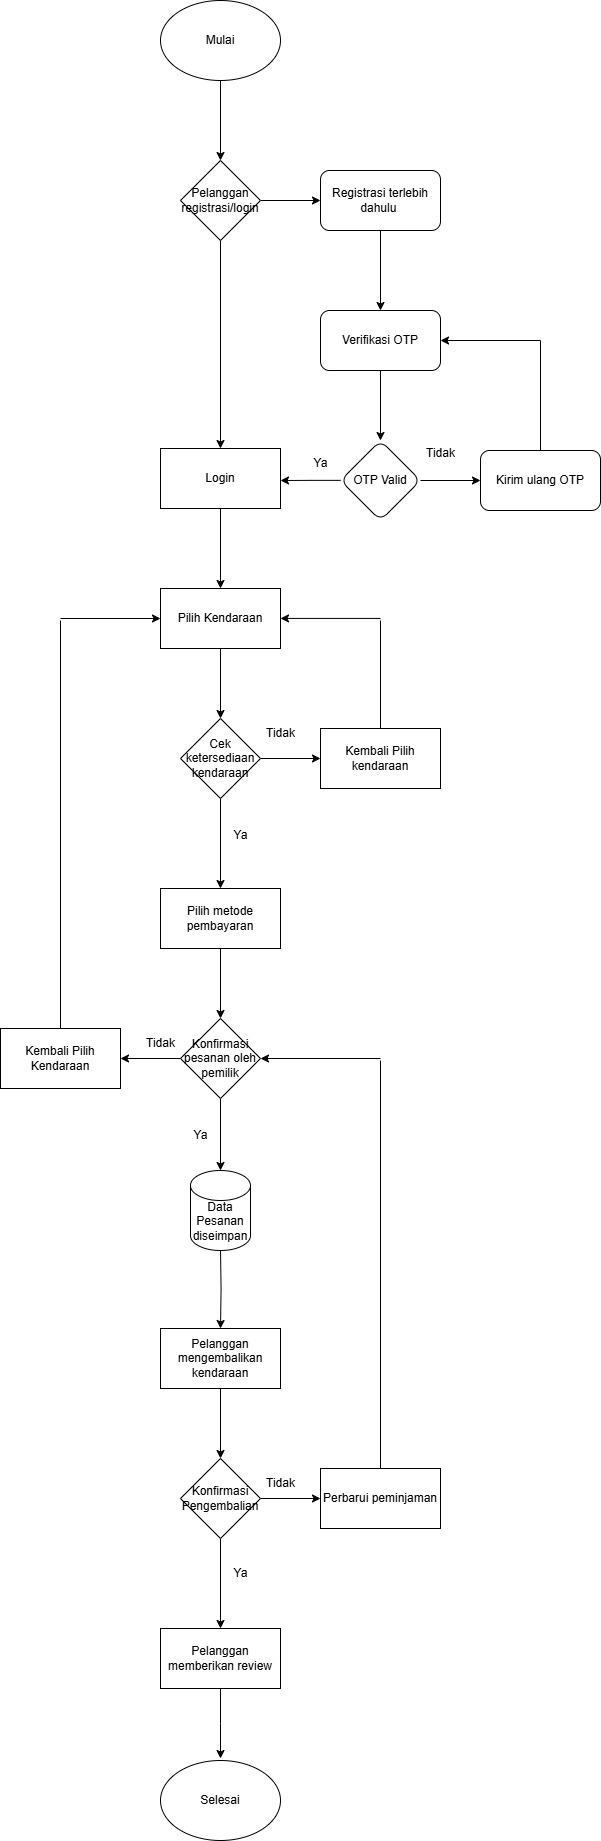 Mulai
Pelanggan
registrasi/login
Registrasi terlebih
dahulu
Verifikasi OTP
Ya
OTP Valid
Tidak
Kirim ulang OTP
Login
Pilih Kendaraan
Cek
ketersediaan
kendaraan
Tidak
Kembali Pilih
kendaraan
Ya
Pilih metode
pembayaran
Konfirmasi
pesanan oleh
pemilik
Tidak
Kembali Pilih
Kendaraan
Ya
Data
Pesanan
diseimpan
Pelanggan
mengembalikan
kendaraan
Konfirmasi
Pengembalian
Tidak
Perbarui peminjaman
Ya
Pelanggan
memberikan review
Selesai